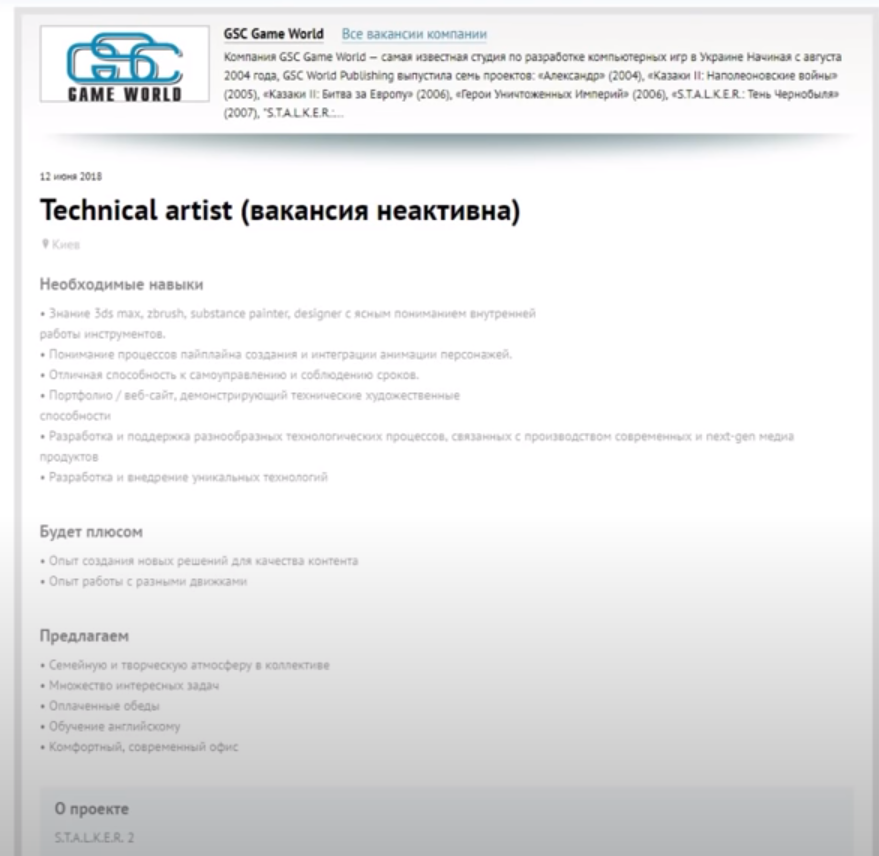 GSC
GAME WORLD
GSC Game World Все вакансии компании
Компания GSC Game World — самая известная студия по разработке компьютерных игр в Украине Начиная с августа
2004 года, GSC World Publishing выпустила семь проектов: «Александр» (2004), «Казаки II: Наполеоновские войны»
(2005), «Казаки II: Битва за Европу» (2006), «Герои Уничтоженных Империй» (2006), «S.T.A.L.K.E.R.: Тень Чернобыля»
(2007), "S.T.A.L.K.E.R.:...
12 июня 2018
Technical artist (вакансия неактивна)
Киев
Необходимые навыки
• Знание 3ds max, zbrush, substance painter, designer с ясным пониманием внутренней
работы инструментов.
• Понимание процессов пайплайна создания и интеграции анимации персонажей.
• Отличная способность к самоуправлению и соблюдению сроков.
• Портфолио / веб-сайт, демонстрирующий технические художественные
способности
• Разработка и поддержка разнообразных технологических процессов, связанных с производством современных и next-gen медиа
продуктов
• Разработка и внедрение уникальных технологий
Будет плюсом
• Опыт создания новых решений для качества контента
• Опыт работы с разными движками
Предлагаем
• Семейную и творческую атмосферу в коллективе
• Множество интересных задач
• Оплаченные обеды
• Обучение английскому
• Комфортный, современный офис
О проекте
S.T.A.L.K.E.R. 2